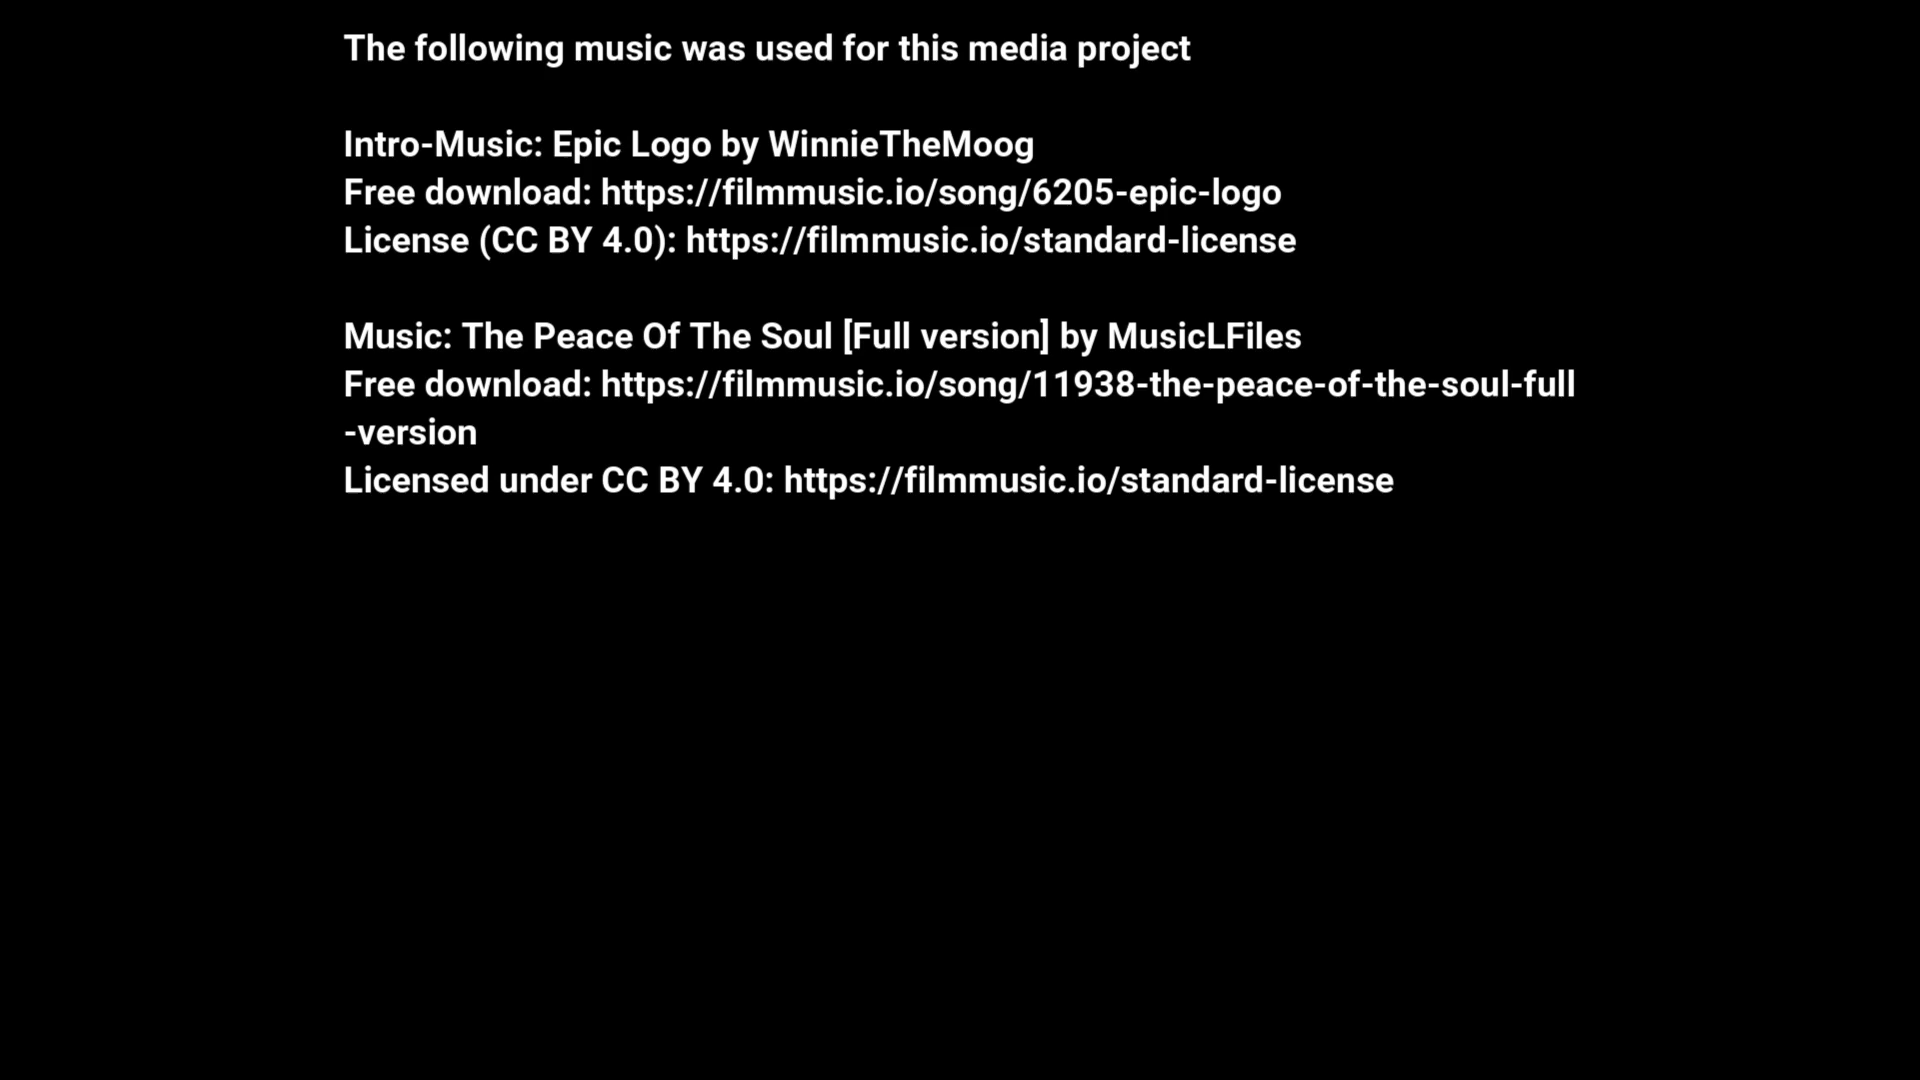 The following music was used for this media project
Intro-Music: Epic Logo by WinnieTheMoog
Free download: https://filmmusic.io/song/6205-epic-logo
License (CC BY 4.0): https://filmmusic.io/standard-license
Music: The Peace Of The Soul [Full version] by MusicLFiles
Free download: https://filmmusic.io/song/11938-the-peace-of-the-soul-full
-version
Licensed under CC BY 4.0: https://filmmusic.io/standard-license